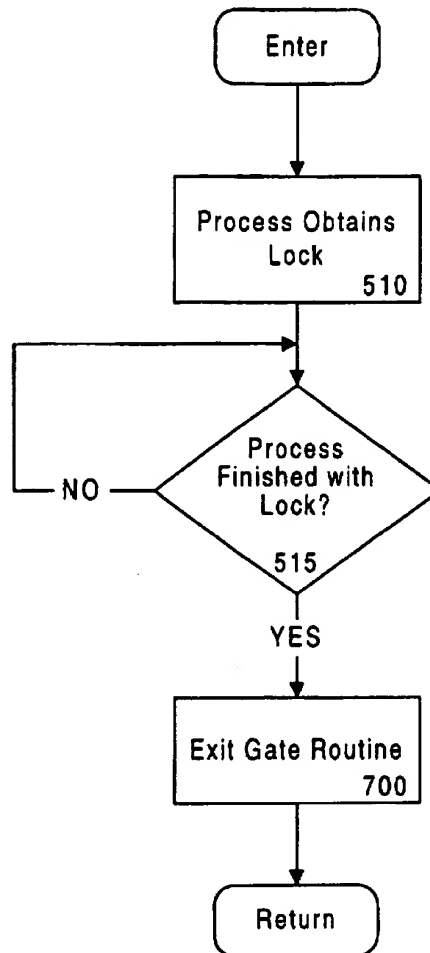 Enter
Process Obtains
Lock
510
Process
Finished with
Lock?
NO
515
YES
Exit Gate Routine
700
Return